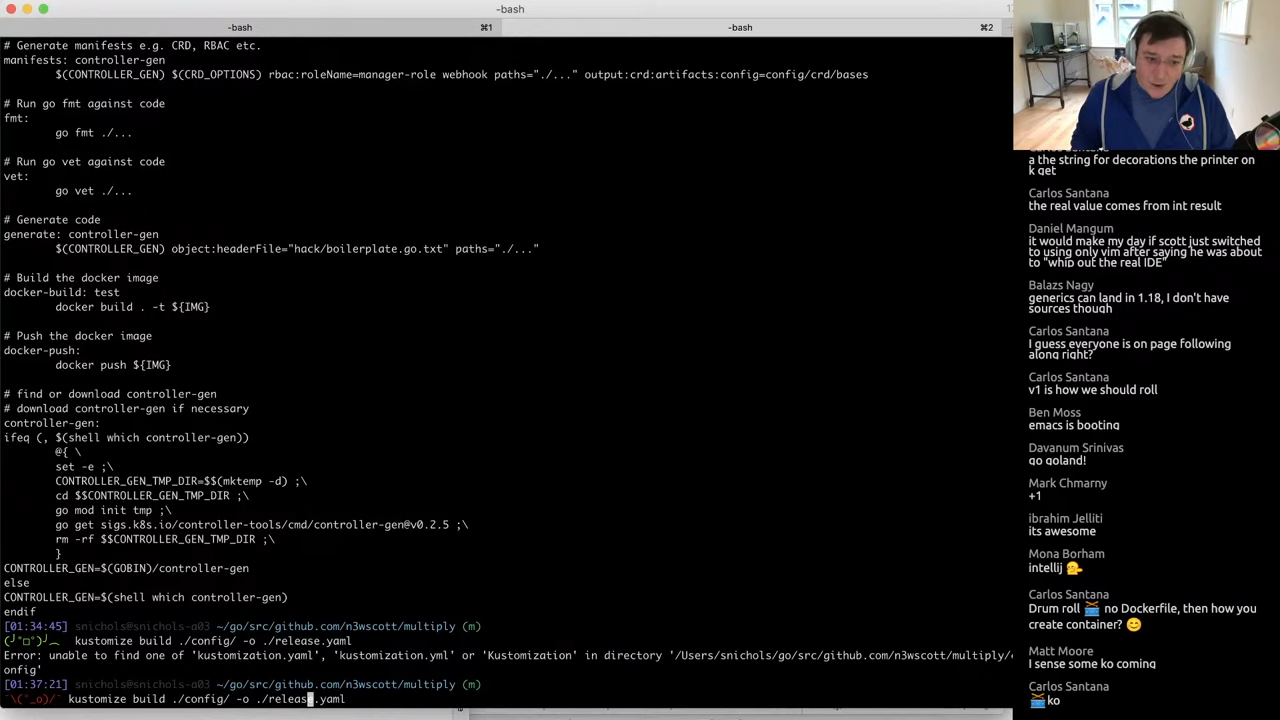 -bash
-bash
⌘1
-bash
⌘2
# Generate manifests e.g. CRD, RBAC etc.
manifests: controller-gen
$(CONTROLLER_GEN) $(CRD_OPTIONS) rbac:roleName=manager-role webhook paths="./..." output:crd:artifacts:config=config/crd/bases
# Run go fmt against code
fmt:
go fmt ./...
# Run go vet against code
vet:
go vet ./...
# Generate code
generate: controller-gen
$(CONTROLLER_GEN) object:headerFile="hack/boilerplate.go.txt" paths="./..."
# Build the docker image
docker-build: test
docker build . -t ${IMG}
# Push the docker image
docker-push:
docker push ${IMG}
# find or download controller-gen
# download controller-gen if necessary
controller-gen:
ifeq (, $(shell which controller-gen))
@{ \
set -e ;\
CONTROLLER_GEN_TMP_DIR=$$(mktemp -d) ;\
cd $$CONTROLLER_GEN_TMP_DIR ;\
go mod init tmp ;\
go get sigs.k8s.io/controller-tools/cmd/controller-gen@v0.2.5 ;\
rm -rf $$CONTROLLER_GEN_TMP_DIR ;\
}
CONTROLLER_GEN=$(GOBIN)/controller-gen
else
CONTROLLER_GEN=$(shell which controller-gen)
endif
[01:34:45] snichols@snichols-a03 ~/go/src/github.com/n3wscott/multiply (m)
(╯°□°)╯︵ kustomize build ./config/ -o ./release.yaml
Error: unable to find one of 'kustomization.yaml', 'kustomization.yml' or 'Kustomization' in directory '/Users/snichols/go/src/github.com/n3wscott/multiply/
onfig'
[01:37:21] snichols@snichols-a03 ~/go/src/github.com/n3wscott/multiply (m)
¯\(°_o)/¯ kustomize build ./config/ -o ./release.yaml
a the string for decorations the printer on
k get
Carlos Santana
the real value comes from int result
Daniel Mangum
it would make my day if scott just switched
to using only vim after saying he was about
to "whip out the real IDE"
Balazs Nagy
generics can land in 1.18, I don't have
sources though
Carlos Santana
I guess everyone is on page following
along right?
Carlos Santana
v1 is how we should roll
Ben Moss
emacs is booting
Davanum Srinivas
go goland!
Mark Chmarny
+1
ibrahim Jelliti
its awesome
Mona Borham
intellij
Carlos Santana
Drum roll 🥁 no Dockerfile, then how you
create container? 😊
Matt Moore
I sense some ko coming
Carlos Santana
🥁 ko